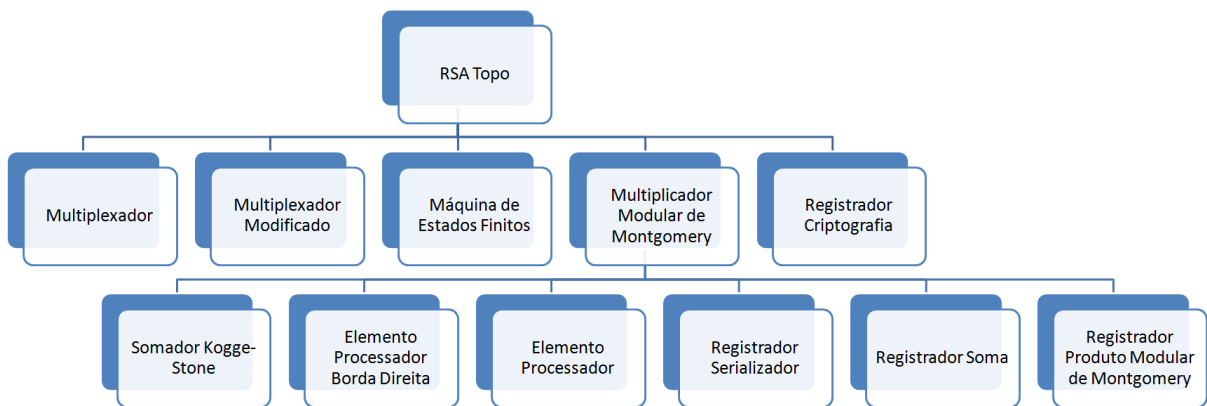 RSA Topo
Multiplexador
Multiplexador
Modificado
Máquina de
Estados Finitos
Multiplicador
Modular de
Montgomery
Registrador
Criptografia
Somador Kogge-
Stone
Elemento
Processador
Borda Direita
Elemento
Processador
Registrador
Serializador
Registrador Soma
Registrador
Produto Modular
de Montgomery